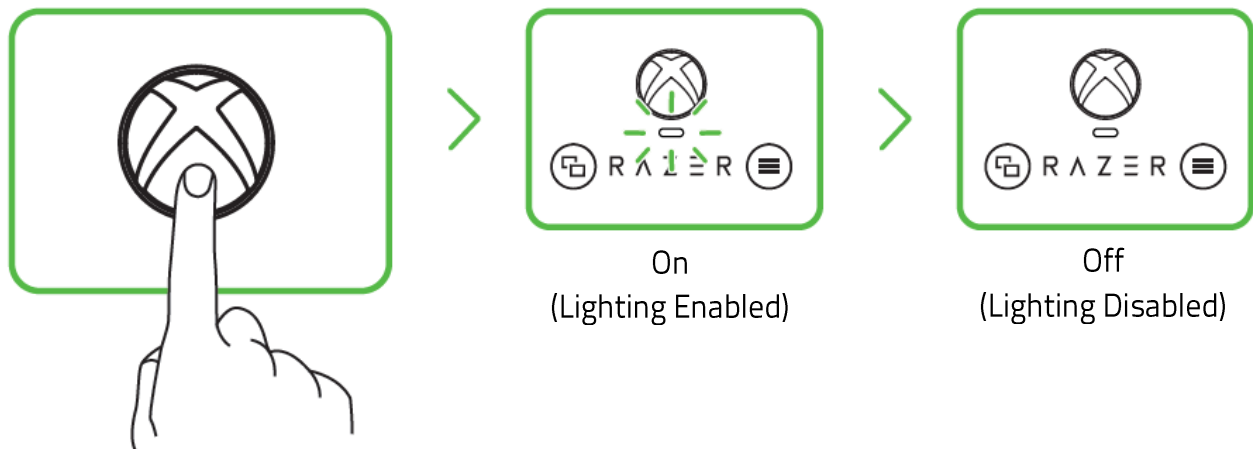 RAZER
On
(Lighting Enabled)
RAZER
Off
(Lighting Disabled)